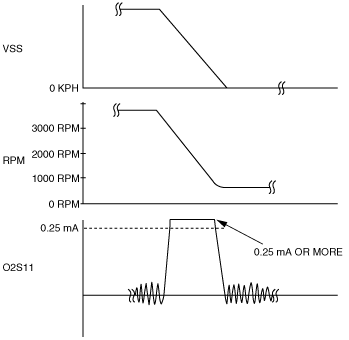 VSS
0 KPH
3000 RPM
2000 RPM
RPM
1000 RPM
0 RPM
0.25 mA
0.25 mA OR MORE
O2S11